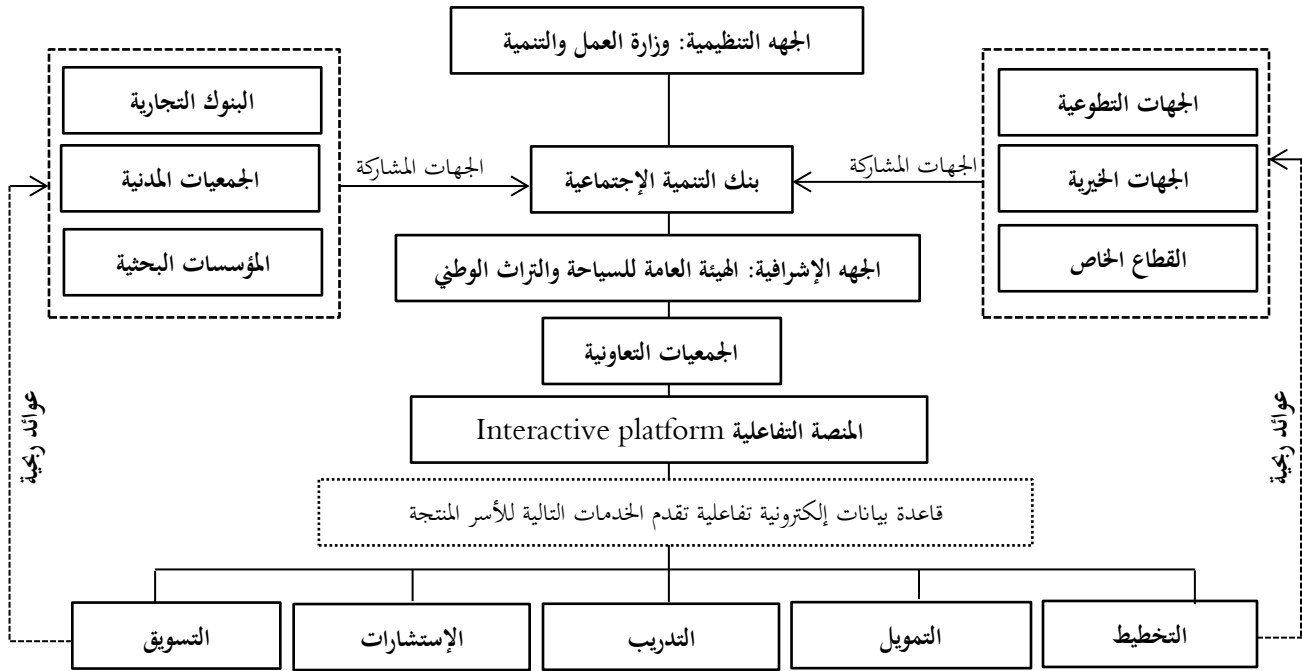 الجهه التنظيمية: وزارة العمل والتنمية
الجهات التطوعية
الجهات الخيرية
القطاع الخاص
البنوك التجارية
الجمعيات المدنية
المؤسسات البحثية
الجهات المشاركة
الجهات المشاركة
بنك التنمية الإجتماعية
الجهه الإشرافية: الهيئة العامة للسياحة والتراث الوطني
الجمعيات التعاونية
المنصة التفاعلية Interactive platform
قاعدة بيانات إلكترونية تفاعلية تقدم الخدمات التالية للأسر المنتجة
عوائد ربحية
عوائد ربحية
التخطيط
التمويل
التدريب
الإستشارات
التسويق